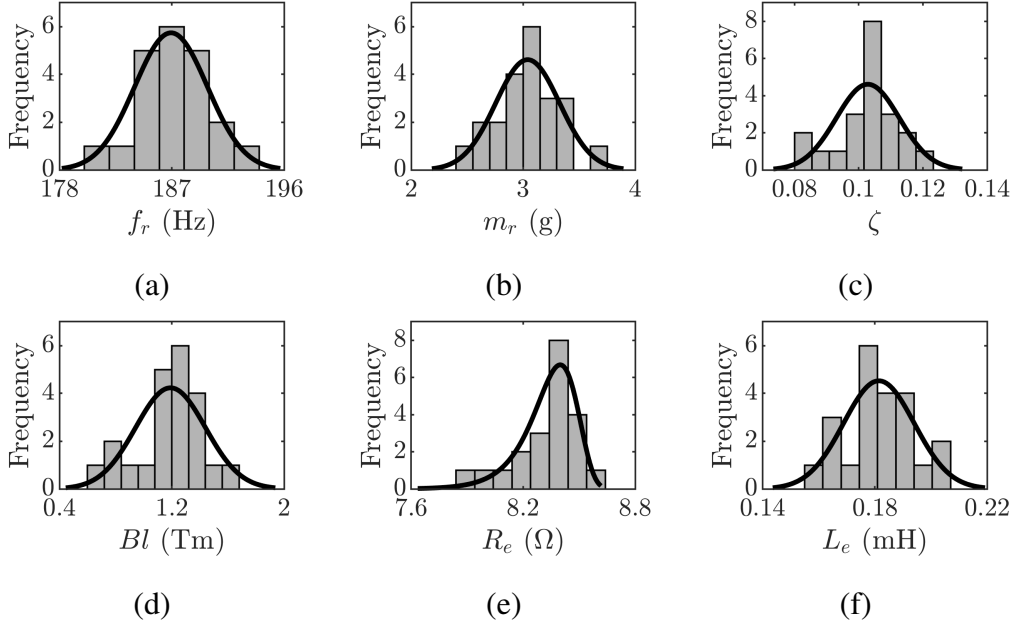 Frequency
6
4
2
0
178
187
196
f_r (Hz)
(a)
Frequency
6
4
2
0
2
3
4
m_r (g)
(b)
Frequency
8
6
4
2
0
0.08
0.1
0.12
0.14
ζ
(c)
Frequency
6
4
2
0
0.4
1.2
2
Bl (Tm)
(d)
Frequency
8
6
4
2
0
7.6
8.2
8.8
R_e (Ω)
(e)
Frequency
6
4
2
0
0.14
0.18
0.22
L_e (mH)
(f)